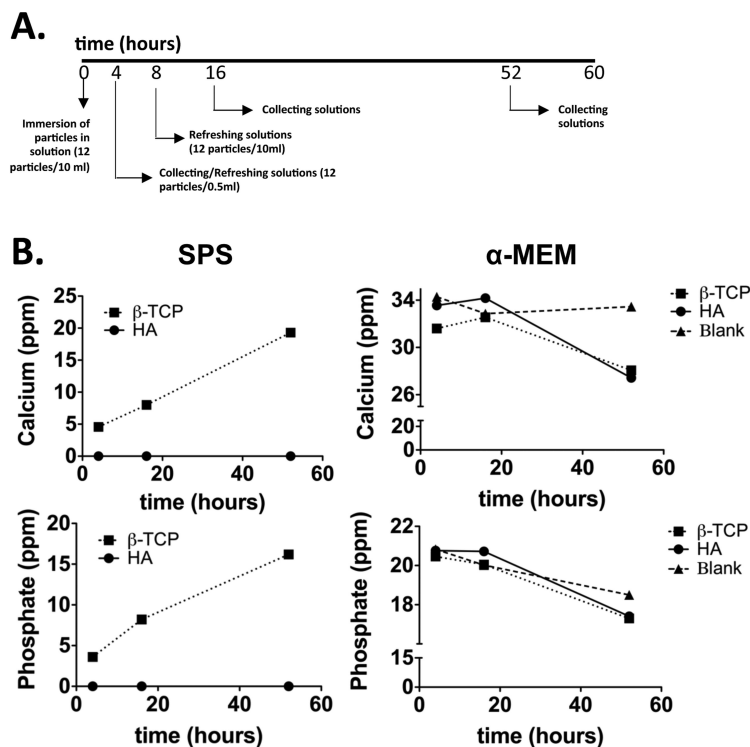 A.
time (hours)
0 4 8 16 52 60
Immersion of
particles in
solution (12
particles/10 ml)
Collecting solutions
Refreshing solutions
(12 particles/10ml)
Collecting/Refreshing solutions (12
particles/0.5ml)
Collecting
solutions
B.
SPS
α-MEM
Calcium (ppm)
25
20
15
10
5
0
β-TCP
HA
0 20 40 60
time (hours)
Calcium (ppm)
34
30
26
20
0
0 20 40 60
time (hours)
β-TCP
HA
Blank
Phosphate (ppm)
20
15
10
5
0
β-TCP
HA
0 20 40 60
time (hours)
Phosphate (ppm)
22
20
18
15
0
0 20 40 60
time (hours)
β-TCP
HA
Blank